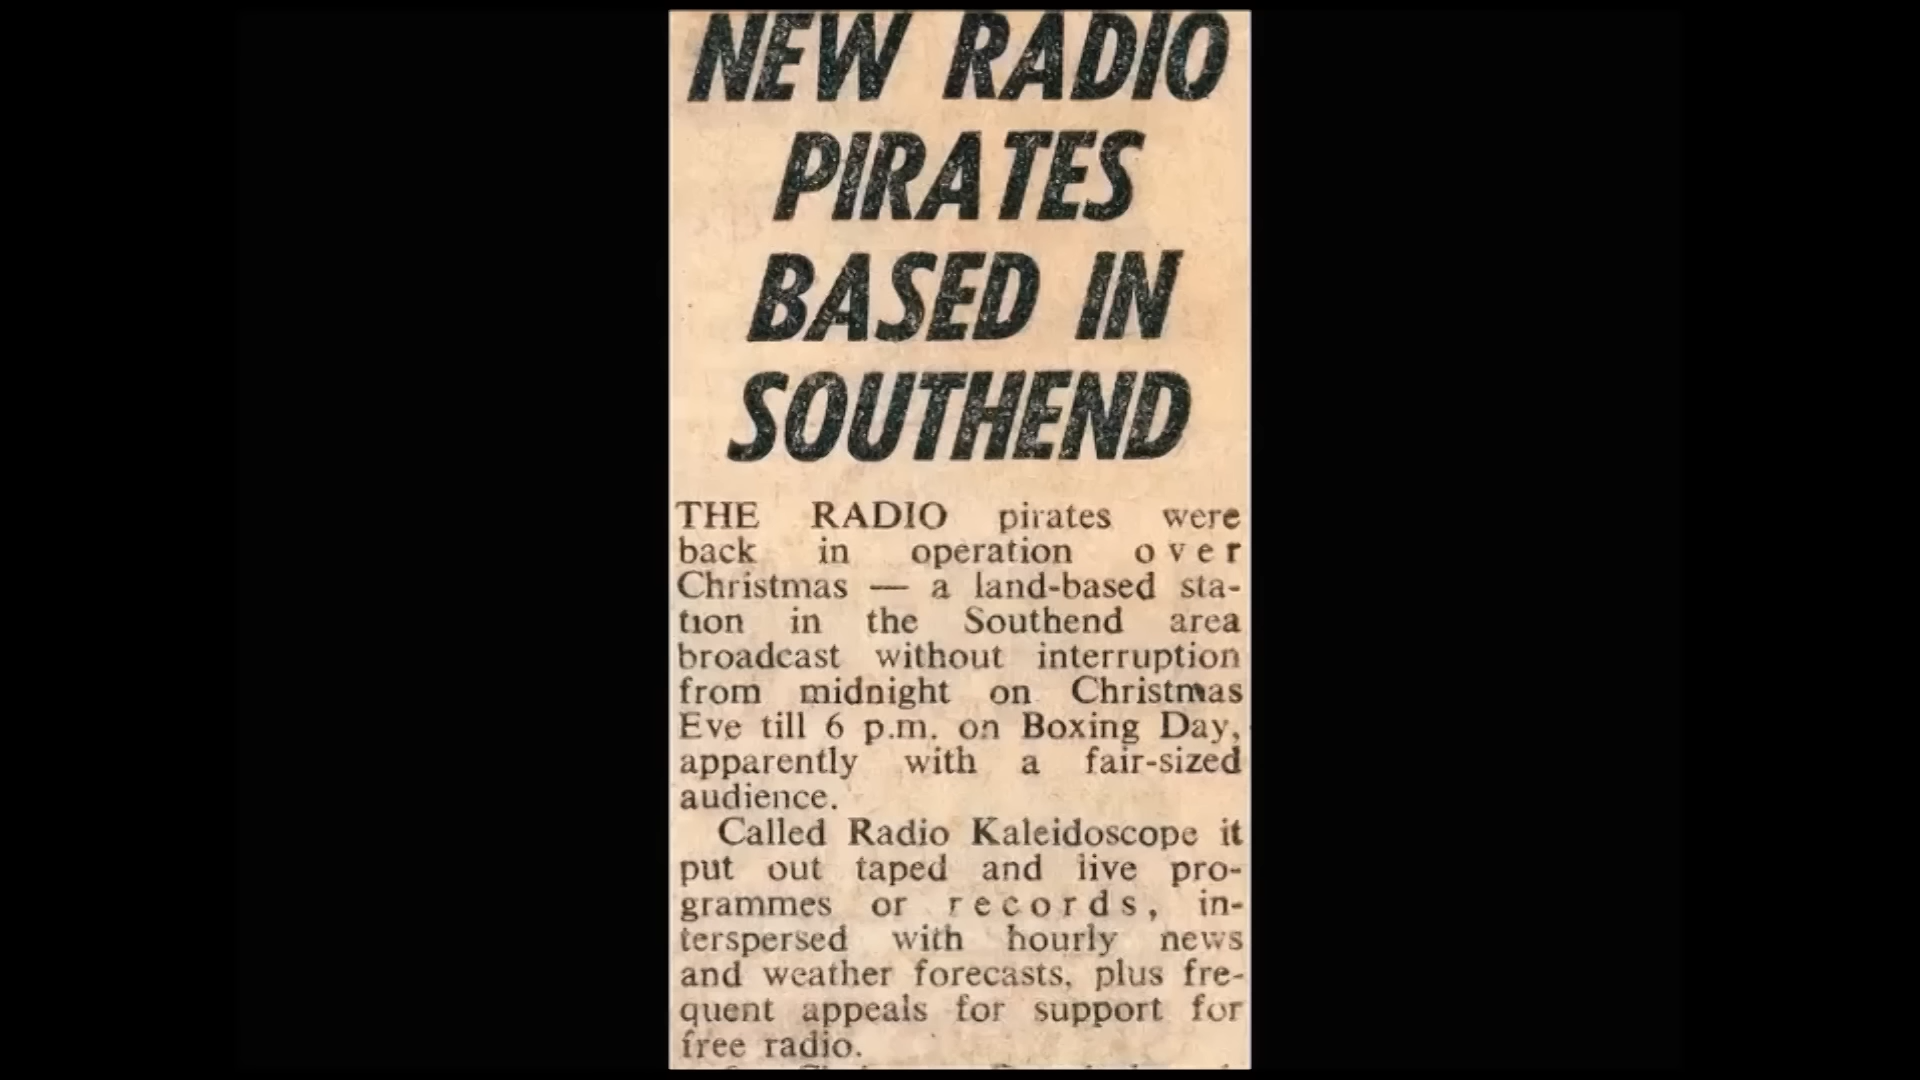 NEW RADIO
PIRATES
BASED IN
SOUTHEND
THE RADIO pirates were
back in operation over
Christmas — a land-based sta-
tion in the Southend area
broadcast without interruption
from midnight on Christmas
Eve till 6 p.m. on Boxing Day,
apparently with a fair-sized
audience.
Called Radio Kaleidoscope it
put out taped and live pro-
grammes or records, in-
terspersed with hourly news
and weather forecasts, plus fre-
quent appeals for support for
free radio.